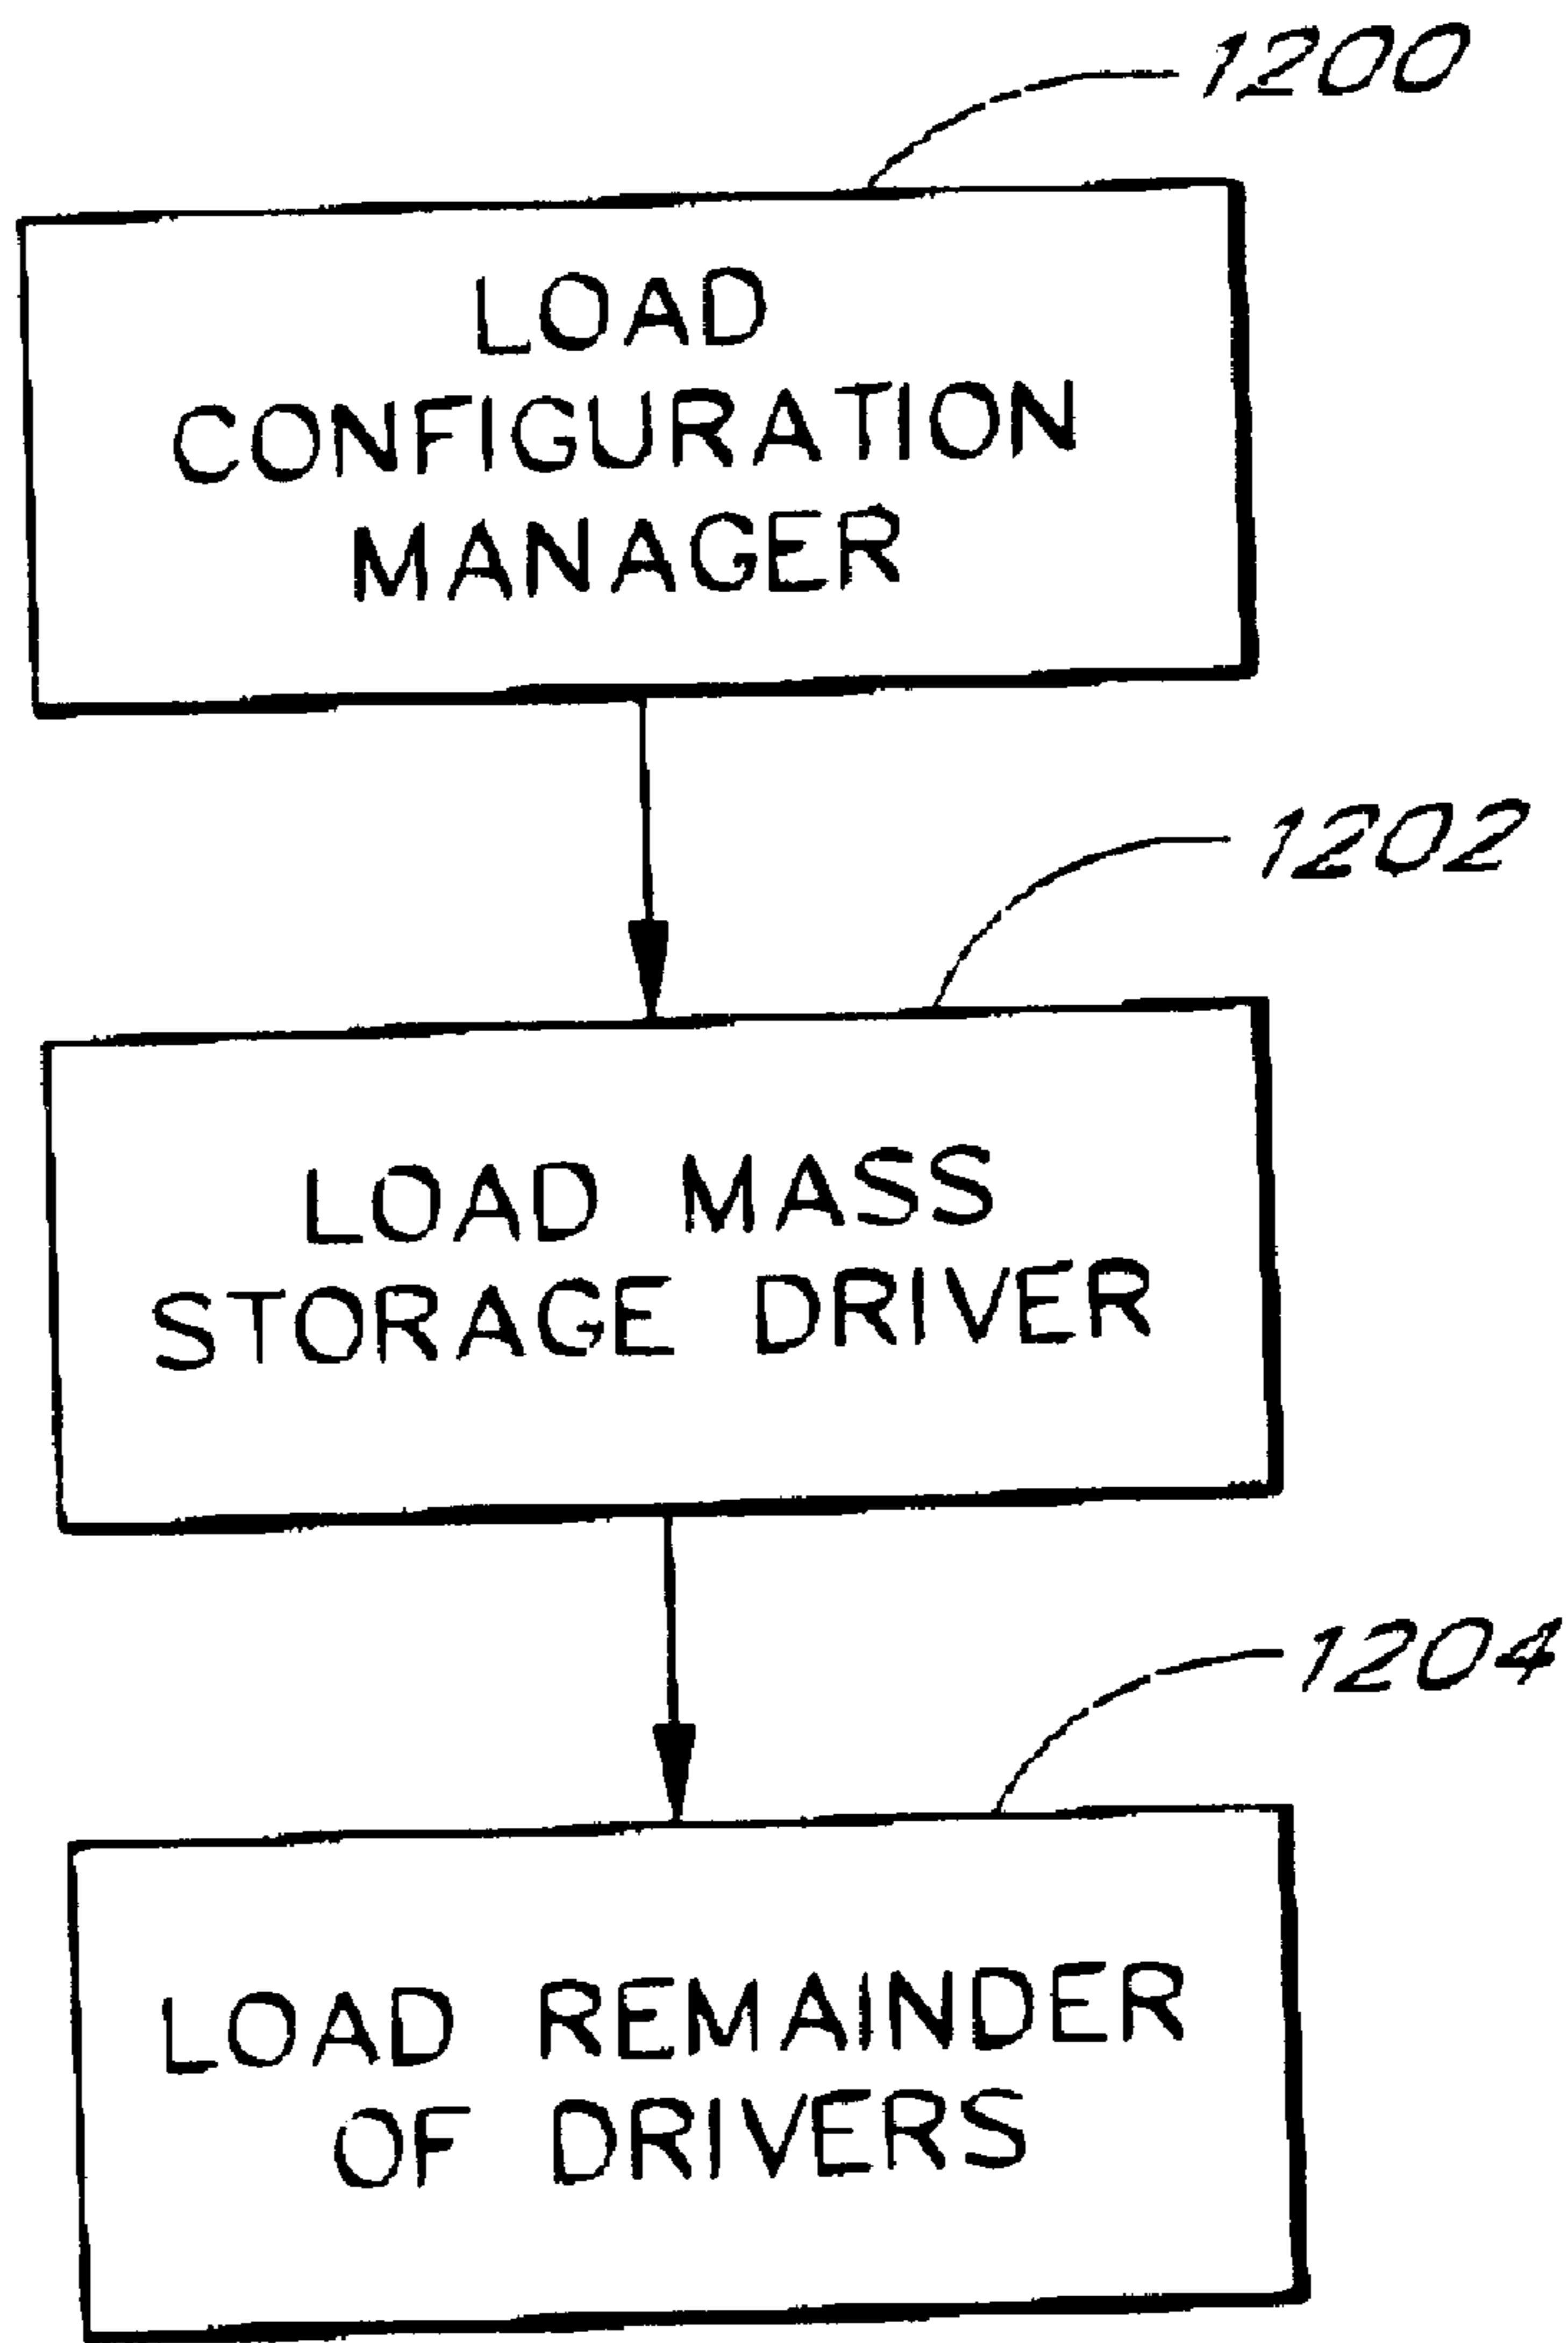 1200
LOAD
CONFIGURATION
MANAGER
1202
LOAD MASS
STORAGE DRIVER
1204
LOAD REMAINDER
OF DRIVERS